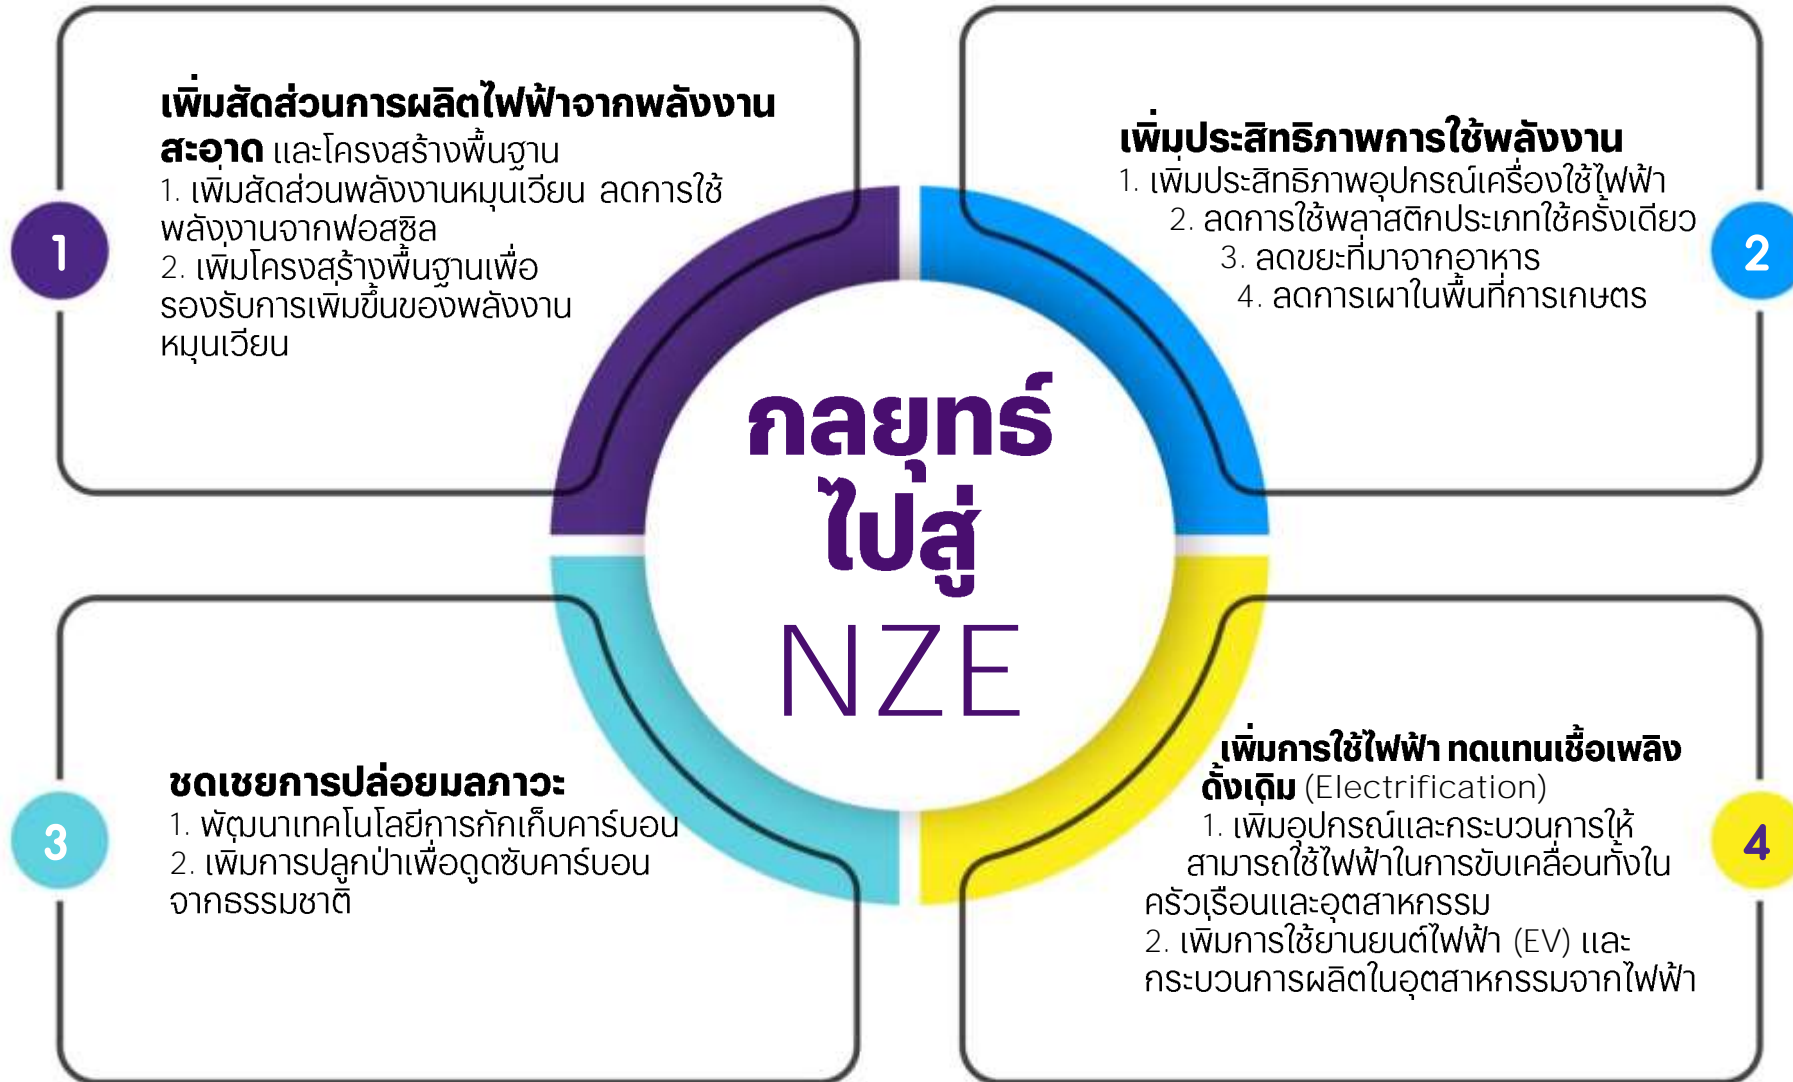 1
เพิ่มสัดส่วนการผลิตไฟฟ้าจากพลังงาน
สะอาด และโครงสร้างพื้นฐาน
1. เพิ่มสัดส่วนพลังงานหมุนเวียน ลดการใช้
พลังงานจากฟอสซิล
2. เพิ่มโครงสร้างพื้นฐานเพื่อ
รองรับการเพิ่มขึ้นของพลังงาน
หมุนเวียน
2
เพิ่มประสิทธิภาพการใช้พลังงาน
1. เพิ่มประสิทธิภาพอุปกรณ์เครื่องใช้ไฟฟ้า
2. ลดการใช้พลาสติกประเภทใช้ครั้งเดียว
3. ลดขยะที่มาจากอาหาร
4. ลดการเผาในพื้นที่การเกษตร
กลยุทธ์
ไปสู่
NZE
3
ชดเชยการปล่อยมลภาวะ
1. พัฒนาเทคโนโลยีการกักเก็บคาร์บอน
2. เพิ่มการปลูกป่าเพื่อดูดซับคาร์บอน
จากธรรมชาติ
4
เพิ่มการใช้ไฟฟ้า ทดแทนเชื้อเพลิง
ดั้งเดิม (Electrification)
1. เพิ่มอุปกรณ์และกระบวนการให้
สามารถใช้ไฟฟ้าในการขับเคลื่อนทั้งใน
ครัวเรือนและอุตสาหกรรม
2. เพิ่มการใช้ยานยนต์ไฟฟ้า (EV) และ
กระบวนการผลิตในอุตสาหกรรมจากไฟฟ้า